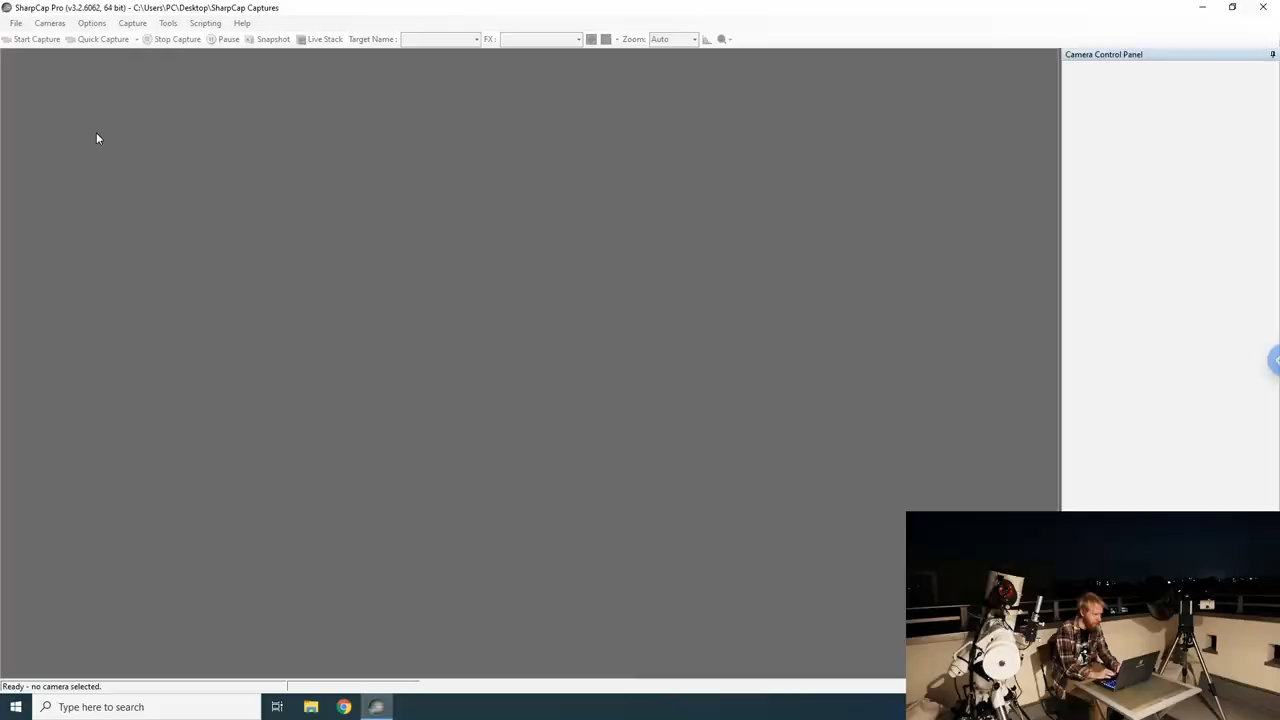 SharpCap Pro (v3.2.6062, 64 bit) - C:\Users\PC\Desktop\SharpCap Captures
File Cameras Options Capture Tools Scripting Help
Start Capture Quick Capture Stop Capture Pause Snapshot Live Stack Target Name : FX : Zoom: Auto
Camera Control Panel
Ready - no camera selected.
Type here to search